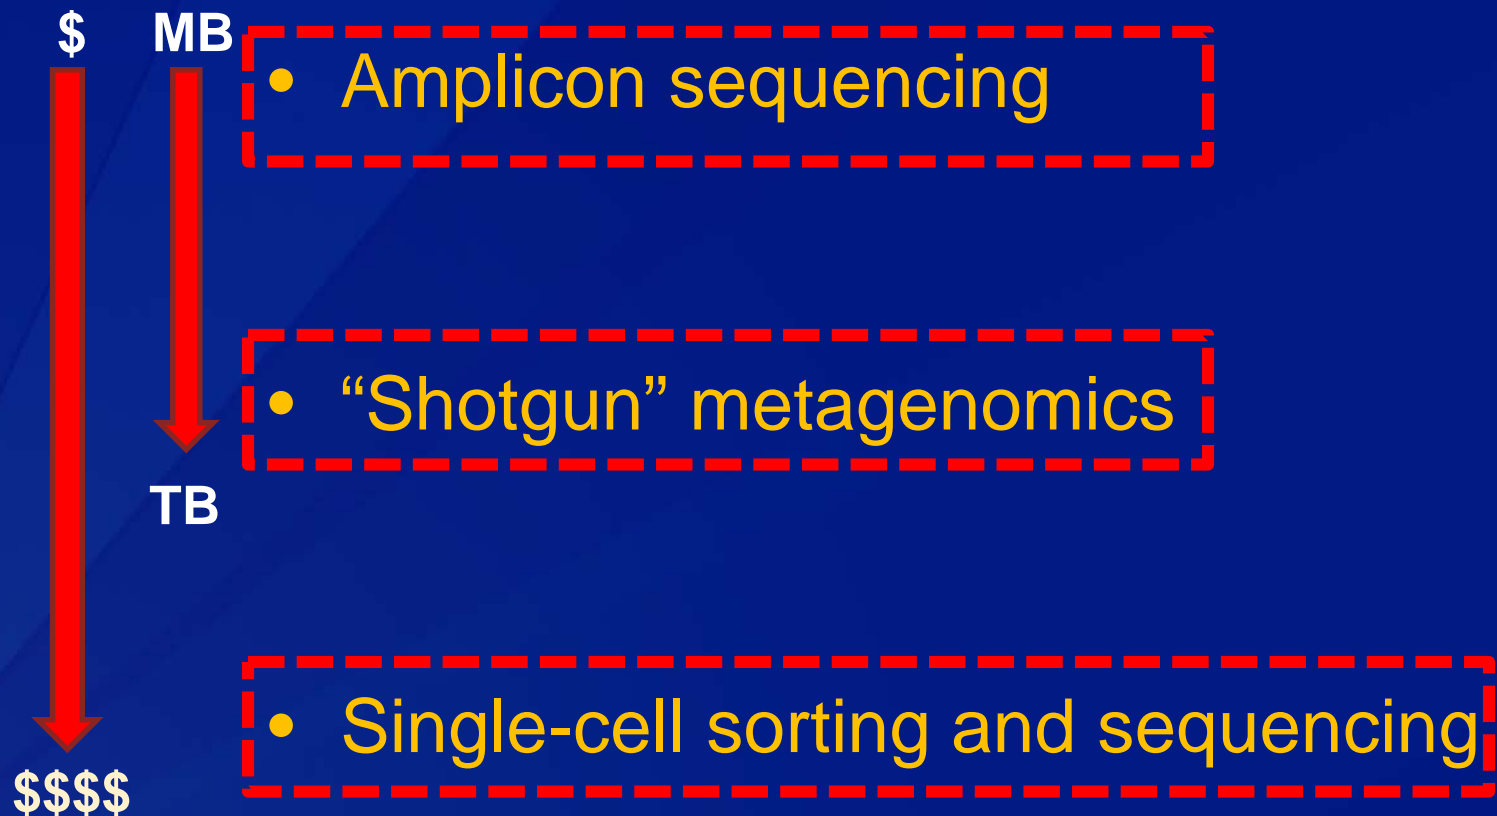 $ MB
• Amplicon sequencing
• “Shotgun” metagenomics
TB
• Single-cell sorting and sequencing
$$$$